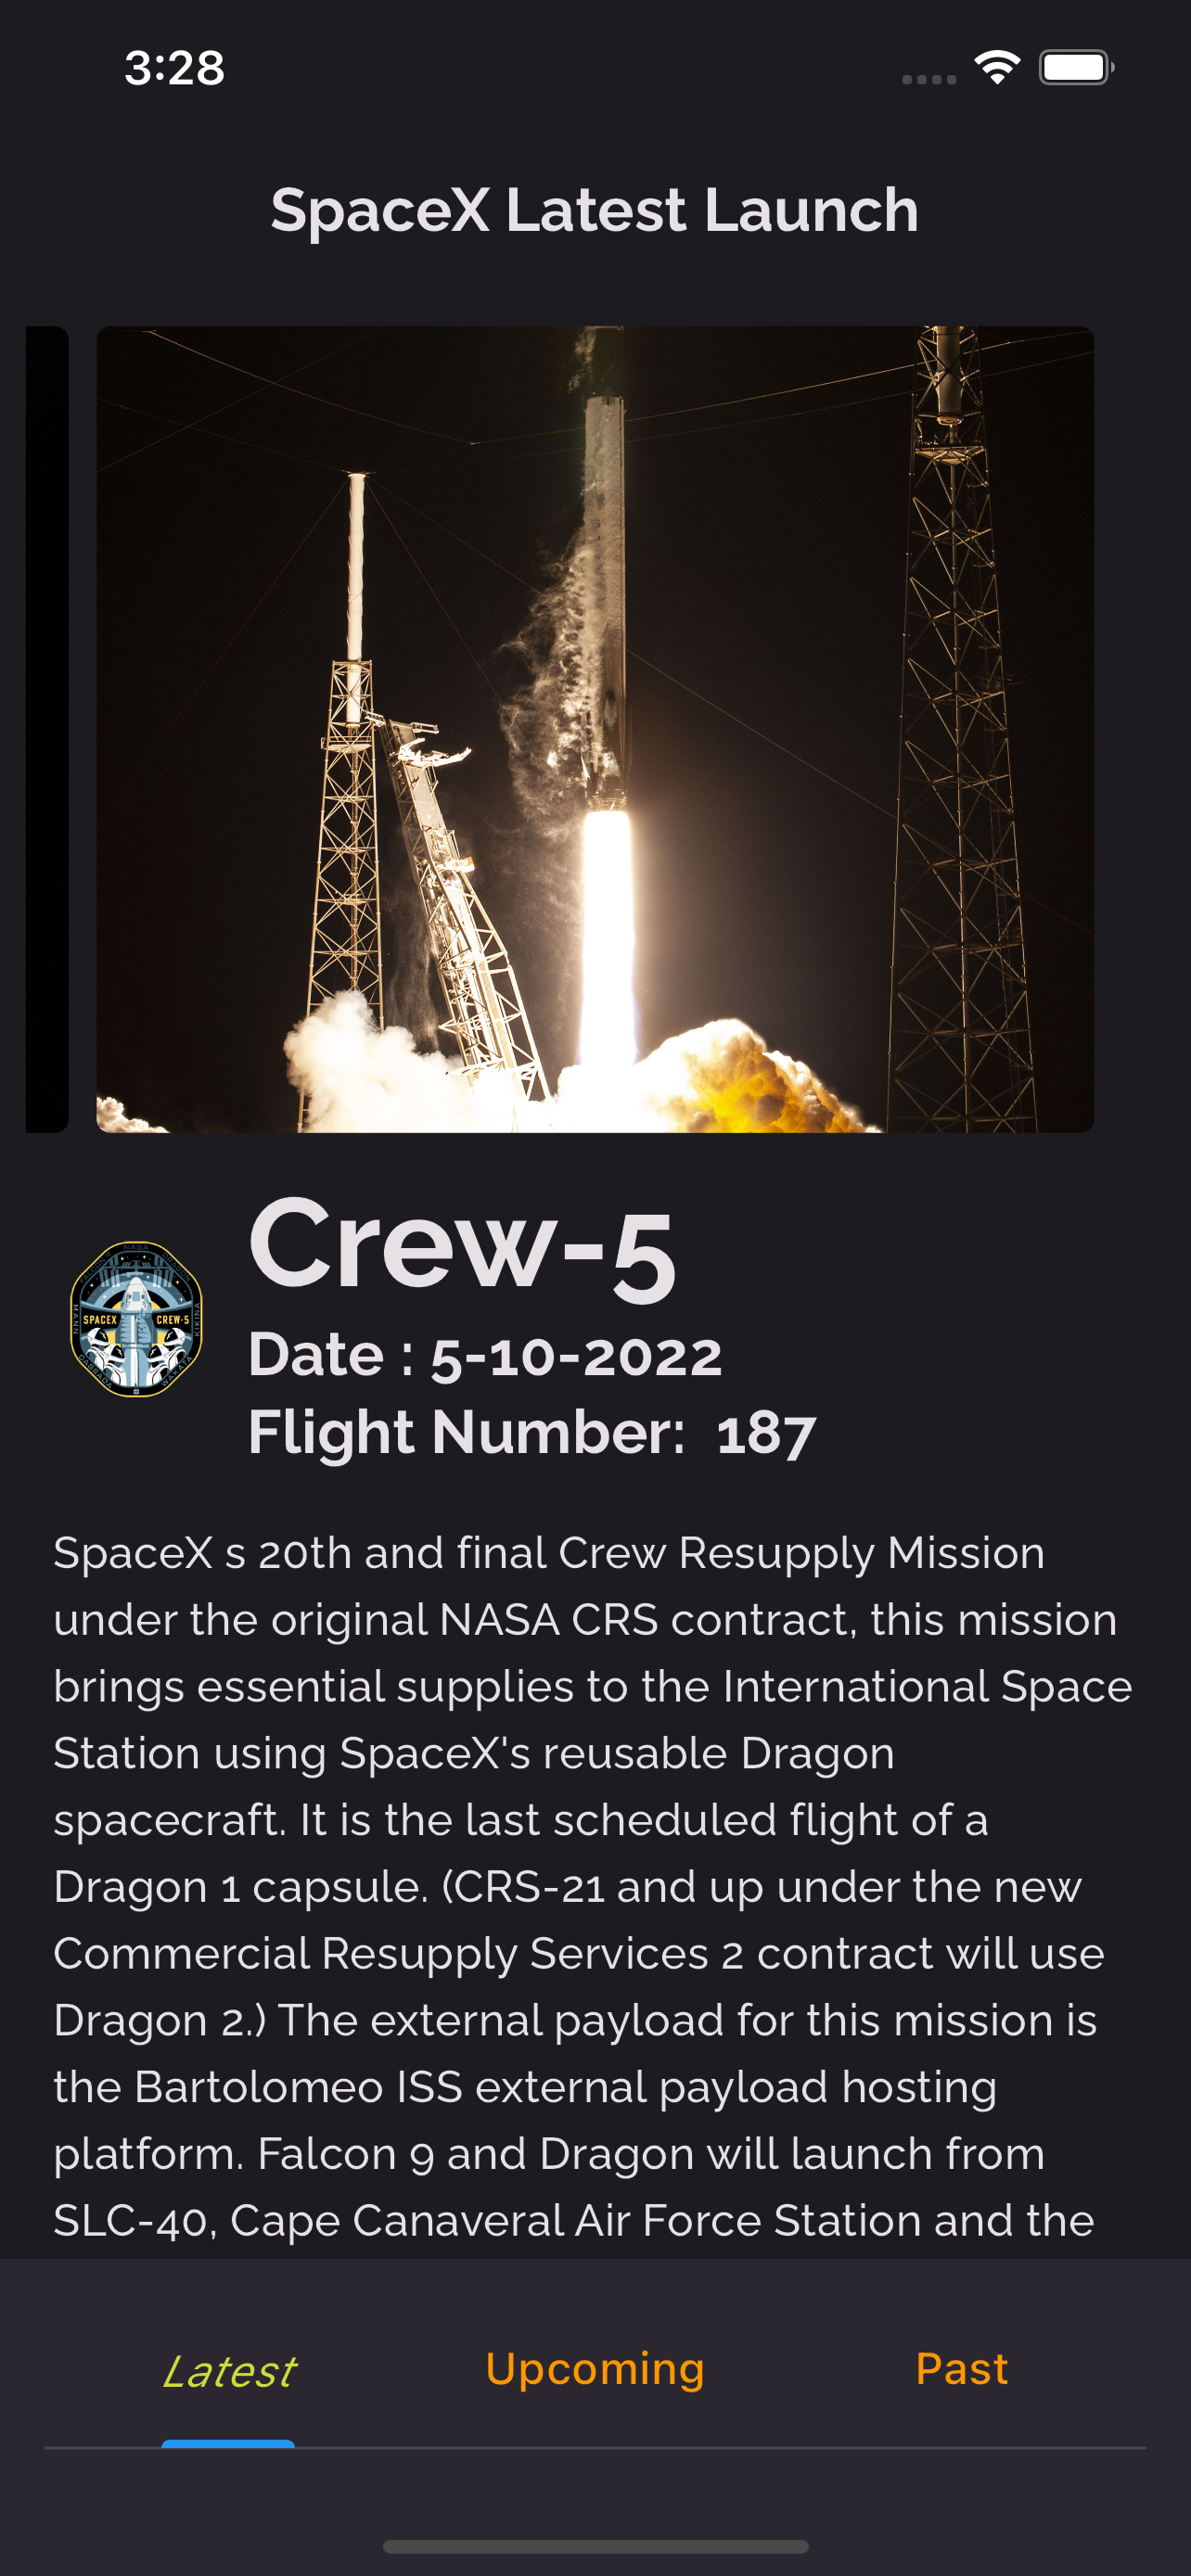 3:28
SpaceX Latest Launch
Crew-5
SPACEX CREW-5
Date : 5-10-2022
Flight Number: 187
SpaceX s 20th and final Crew Resupply Mission
under the original NASA CRS contract, this mission
brings essential supplies to the International Space
Station using SpaceX's reusable Dragon
spacecraft. It is the last scheduled flight of a
Dragon 1 capsule. (CRS-21 and up under the new
Commercial Resupply Services 2 contract will use
Dragon 2.) The external payload for this mission is
the Bartolomeo ISS external payload hosting
platform. Falcon 9 and Dragon will launch from
SLC-40, Cape Canaveral Air Force Station and the
Latest Upcoming Past